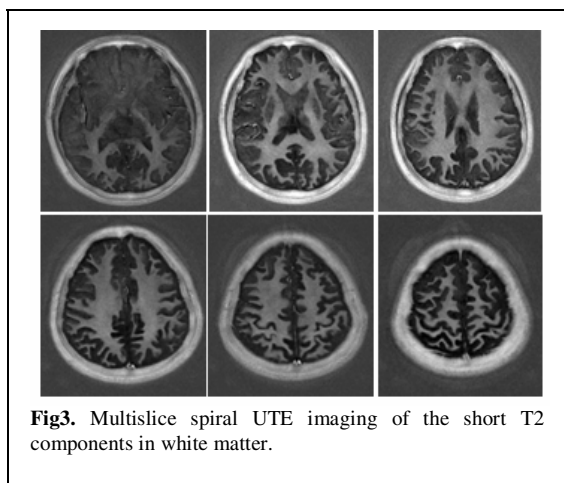 Fig3. Multislice spiral UTE imaging of the short T2
components in white matter.